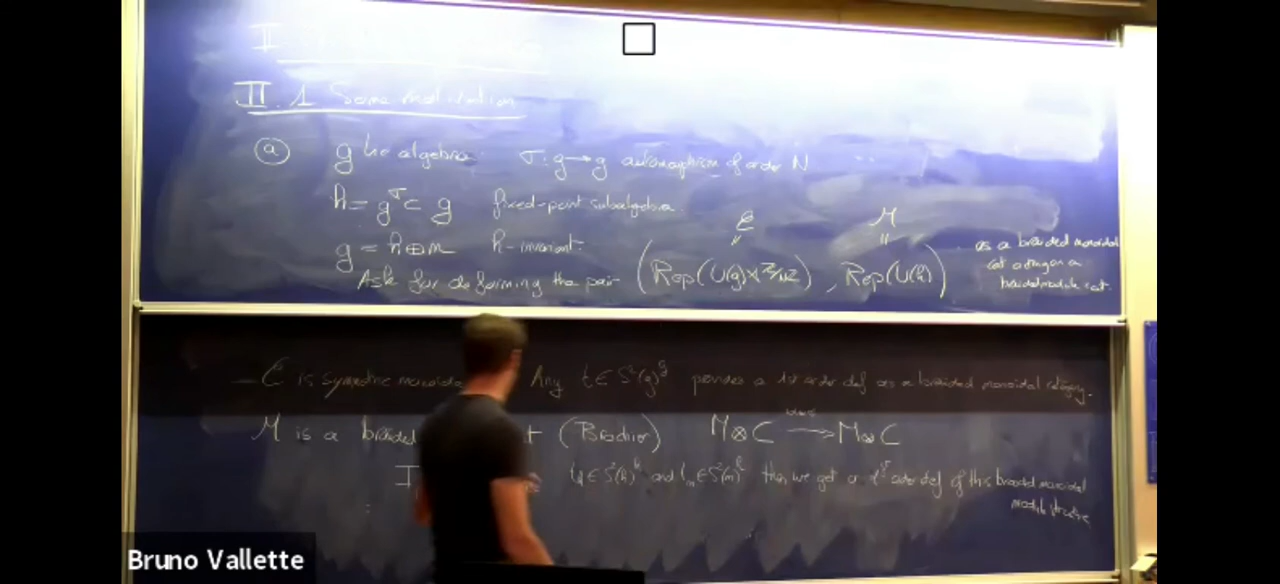 II
II.1 Some motivation
ⓐ g Lie algebra σ: g → g automorphism of order N
h = g^σ ⊂ g fixed-point subalgebra
g = h ⊕ m h-invariant. C M
Ask for deforming the pair (Rep(U(g)⋊Z/NZ), Rep(U(h))) as a braided monoidal
cat acting on a
braided module cat.
- C is symmetric Any t ∈ S²(g)^g provides a 1st order def as a braided monoidal category.
M is a braided (Brochier) M⊗C → M⊗C
I t_h ∈ S²(h)^h and t_m ∈ S²(m)^h then we get a 1st order def of this braided monoidal
module structure
Bruno Vallette